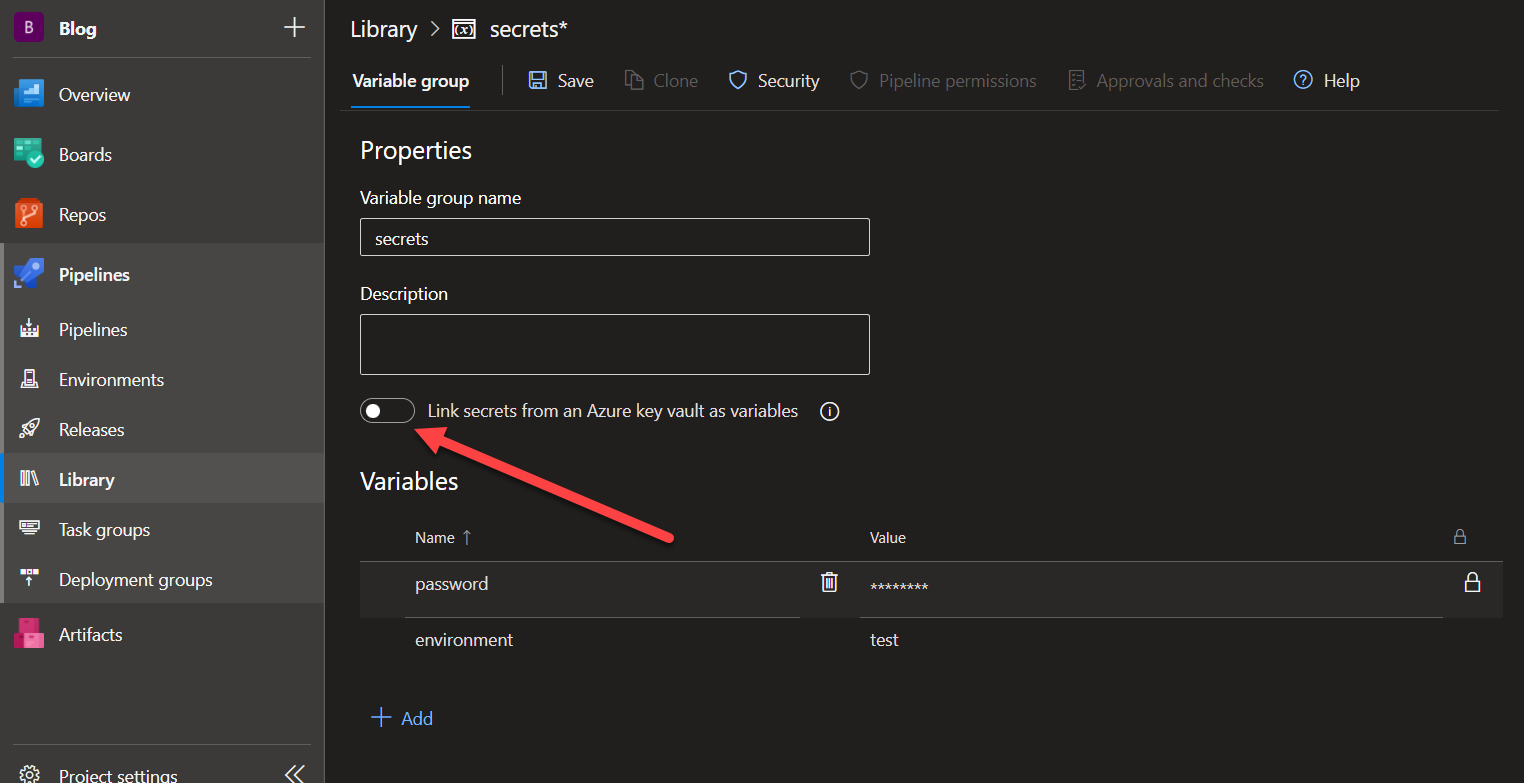 B Blog
Overview
Boards
Repos
Pipelines
Pipelines
Environments
Releases
Library
Task groups
Deployment groups
Artifacts
Project settings
Library > (x) secrets*
Variable group Save Clone Security Pipeline permissions Approvals and checks ? Help
Properties
Variable group name
secrets
Description
Link secrets from an Azure key vault as variables i
Variables
Name ↑ Value
password ********
environment test
+ Add